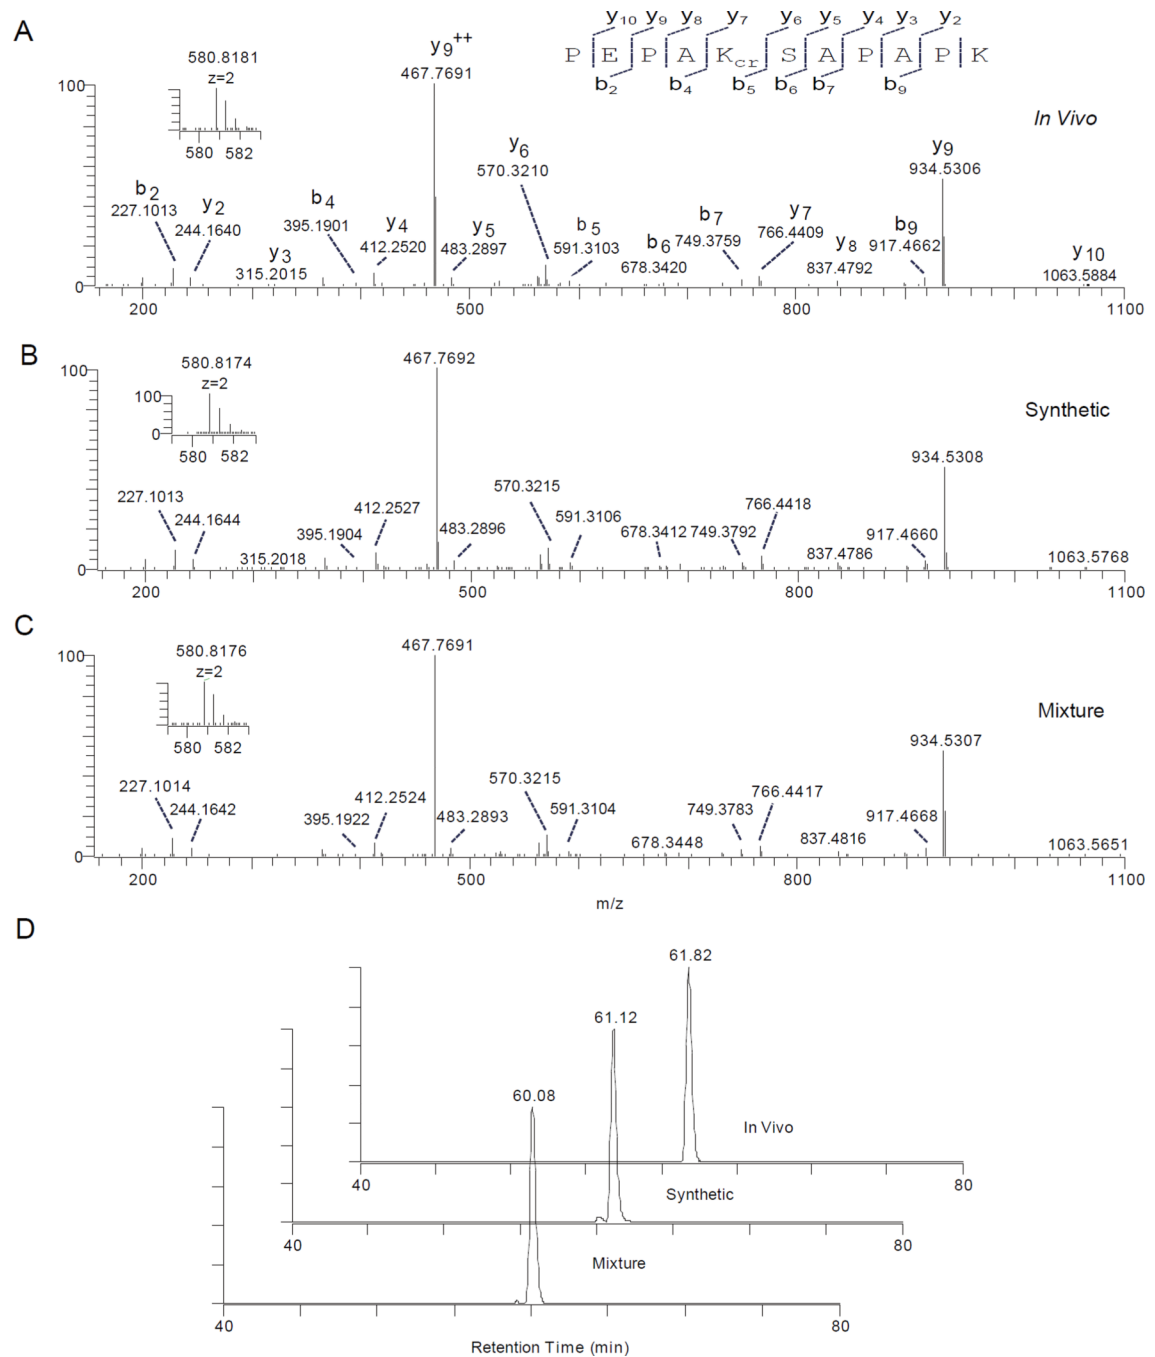 A
y10 y9 y8 y7 y6 y5 y4 y3 y2
P E P A Kcr S A P A P K
b2 b4 b5 b6 b7 b9
In Vivo
580.8181
z=2
580 582
y9++
467.7691
y6
570.3210
y9
934.5306
b2
227.1013
y2
244.1640
y3
315.2015
b4
395.1901
y4
412.2520
y5
483.2897
b5
591.3103
b6
678.3420
b7
749.3759
y7
766.4409
y8
837.4792
b9
917.4662
y10
1063.5884
100
0
200 500 800 1100
B
Synthetic
580.8174
z=2
100
0
580 582
467.7692
934.5308
227.1013
244.1644
315.2018
395.1904
412.2527
483.2896
570.3215
591.3106
678.3412
749.3792
766.4418
837.4786
917.4660
1063.5768
100
0
200 500 800 1100
C
Mixture
580.8176
z=2
580 582
467.7691
934.5307
227.1014
244.1642
395.1922
412.2524
483.2893
570.3215
591.3104
678.3448
749.3783
766.4417
837.4816
917.4668
1063.5651
100
0
200 500 800 1100
m/z
D
61.82
In Vivo
40 80
61.12
Synthetic
40 80
60.08
Mixture
40 80
Retention Time (min)